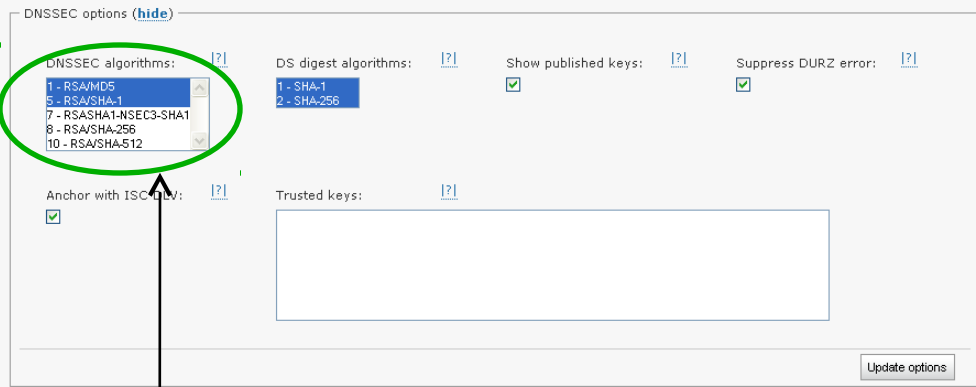 DNSSEC options (hide)
DNSSEC algorithms: |?| DS digest algorithms: |?| Show published keys: |?| Suppress DURZ error: |?|
1 - RSA/MD5
5 - RSA/SHA-1
7 - RSASHA1-NSEC3-SHA1
8 - RSA/SHA-256
10 - RSA/SHA-512
1 - SHA-1
2 - SHA-256
Anchor with ISC DLV: |?| Trusted keys: |?|
Update options